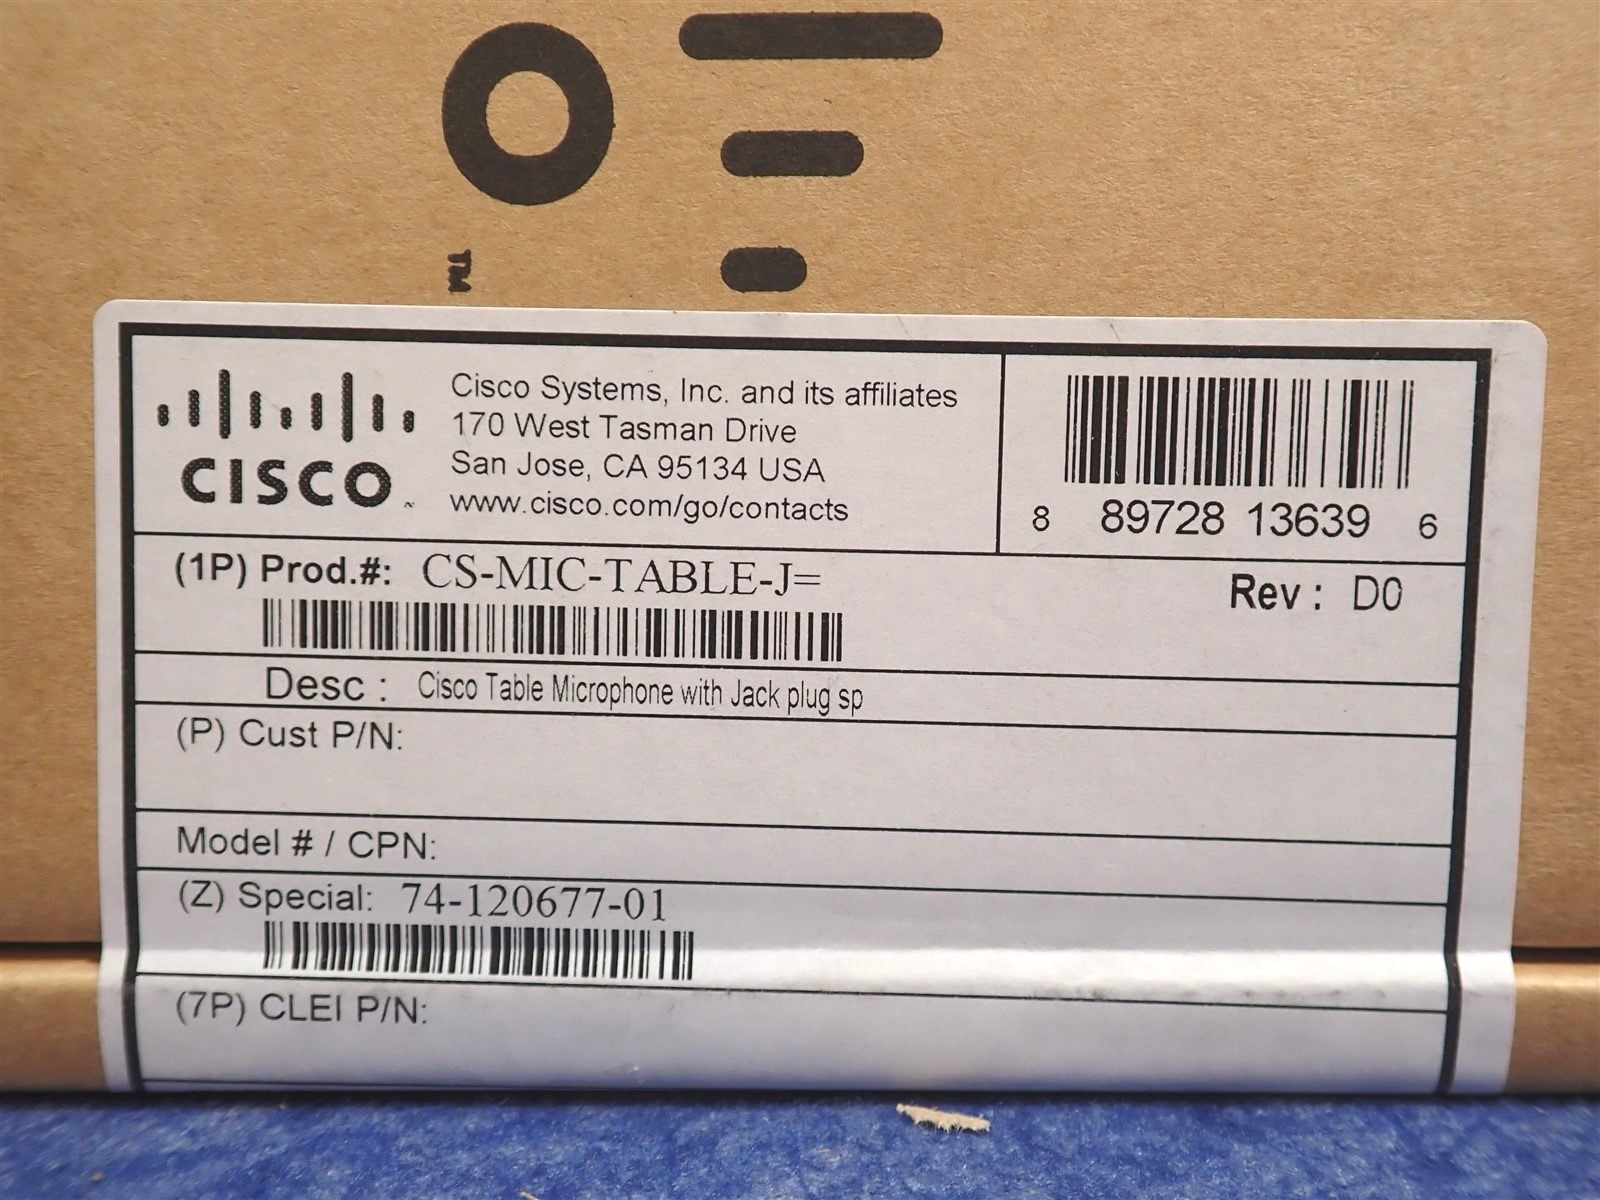 TM
CISCO
Cisco Systems, Inc. and its affiliates
170 West Tasman Drive
San Jose, CA 95134 USA
www.cisco.com/go/contacts
8 89728 13639 6
(1P) Prod.#: CS-MIC-TABLE-J=
Rev : D0
Desc : Cisco Table Microphone with Jack plug sp
(P) Cust P/N:
Model # / CPN:
(Z) Special: 74-120677-01
(7P) CLEI P/N: